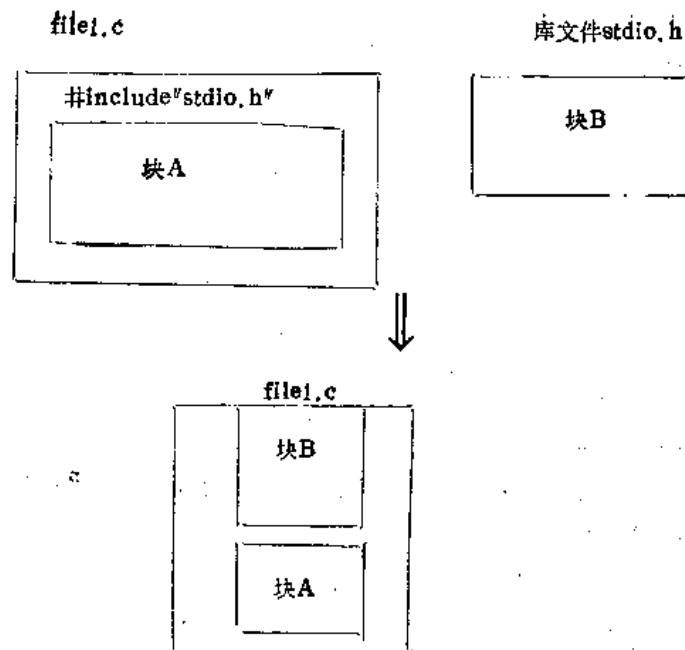 file1.c
库文件stdio.h
#include"stdio.h"
块A
块B
file1.c
块B
块A